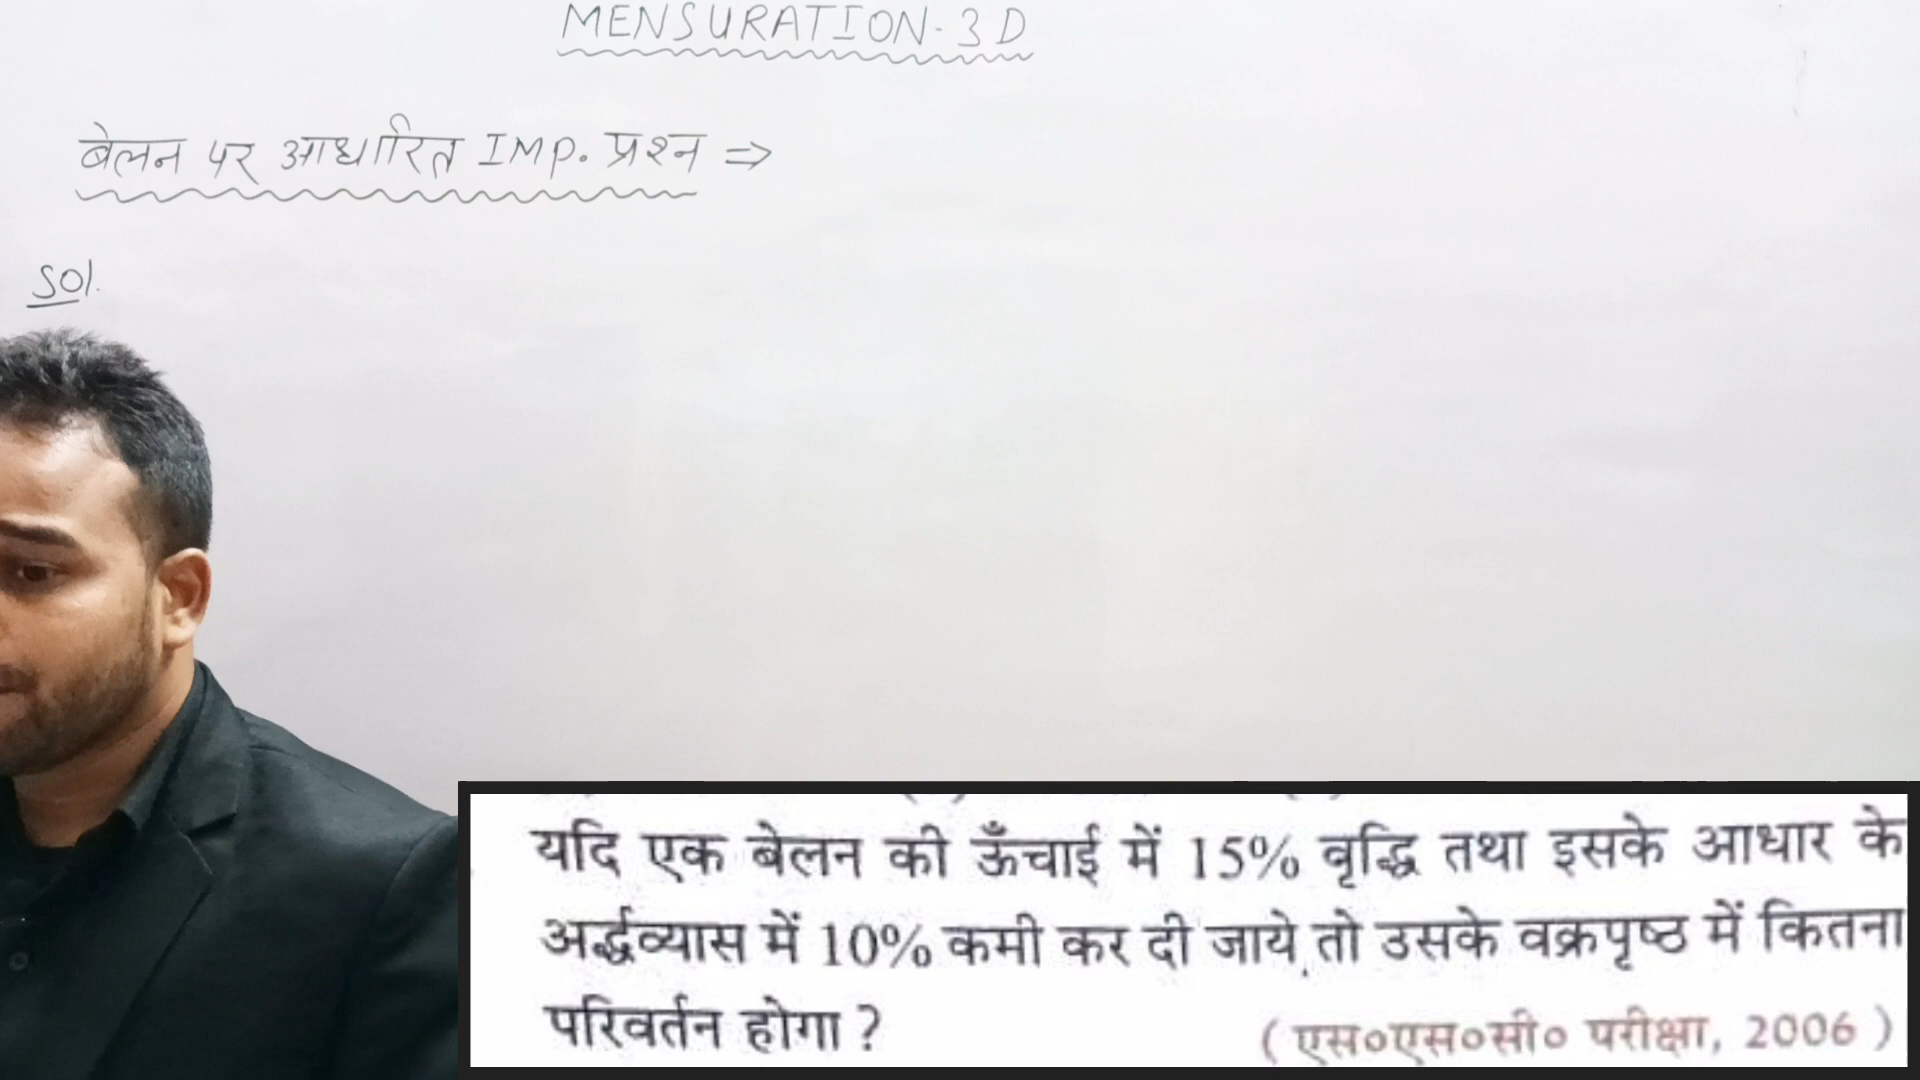 MENSURATION-3D
बेलन पर आधारित IMP. प्रश्न ⇒
Sol.
यदि एक बेलन की ऊँचाई में 15% वृद्धि तथा इसके आधार के
अर्द्धव्यास में 10% कमी कर दी जाये, तो उसके वक्रपृष्ठ में कितना
परिवर्तन होगा ?
( एस०एस०सी० परीक्षा, 2006 )